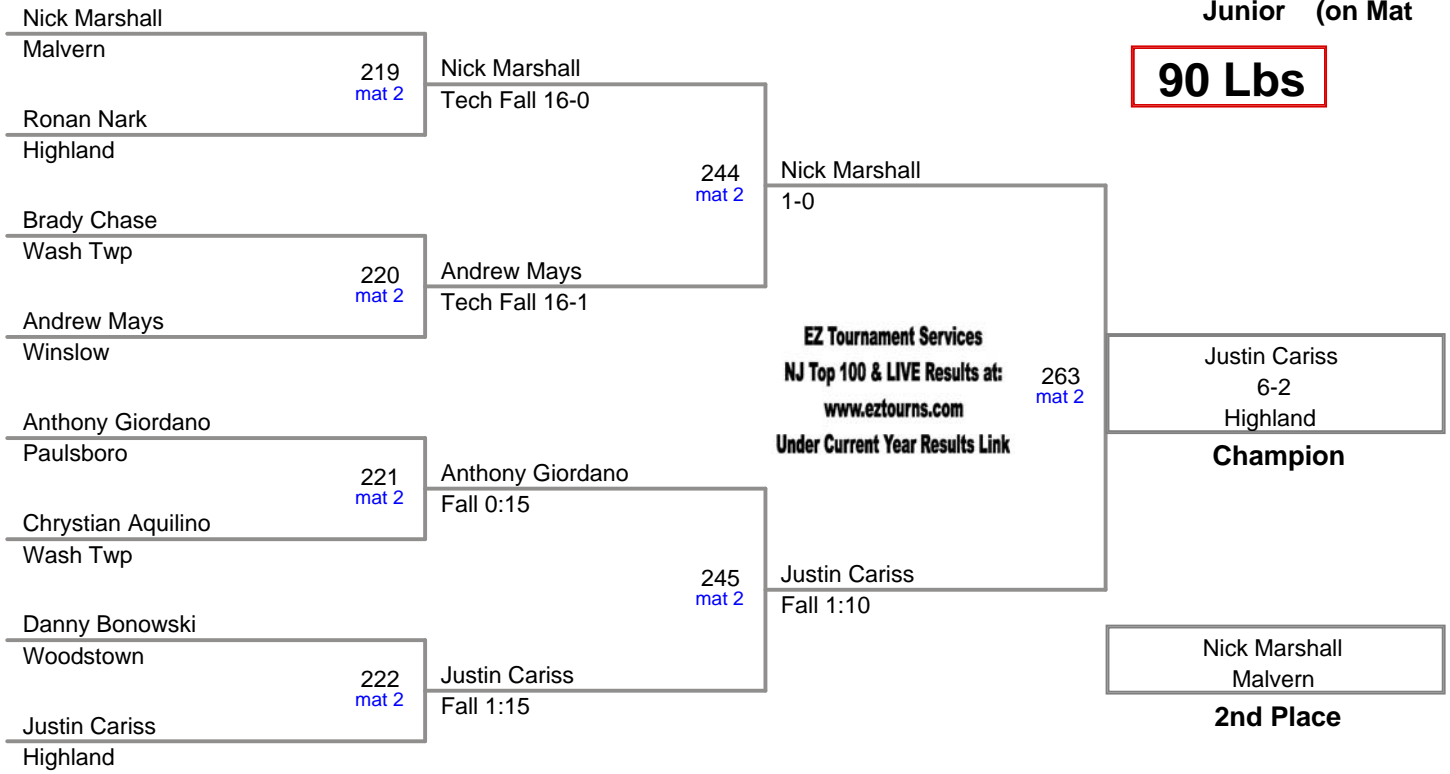 Junior (on Mat
90 Lbs
Nick Marshall
Malvern
219
mat 2
Ronan Nark
Highland
Nick Marshall
Tech Fall 16-0
Brady Chase
Wash Twp
220
mat 2
Andrew Mays
Winslow
Andrew Mays
Tech Fall 16-1
244
mat 2
Nick Marshall
1-0
Anthony Giordano
Paulsboro
221
mat 2
Chrystian Aquilino
Wash Twp
Anthony Giordano
Fall 0:15
Danny Bonowski
Woodstown
222
mat 2
Justin Cariss
Highland
Justin Cariss
Fall 1:15
245
mat 2
Justin Cariss
Fall 1:10
EZ Tournament Services
NJ Top 100 & LIVE Results at:
www.eztourns.com
Under Current Year Results Link
263
mat 2
Justin Cariss
6-2
Highland
Champion
Nick Marshall
Malvern
2nd Place